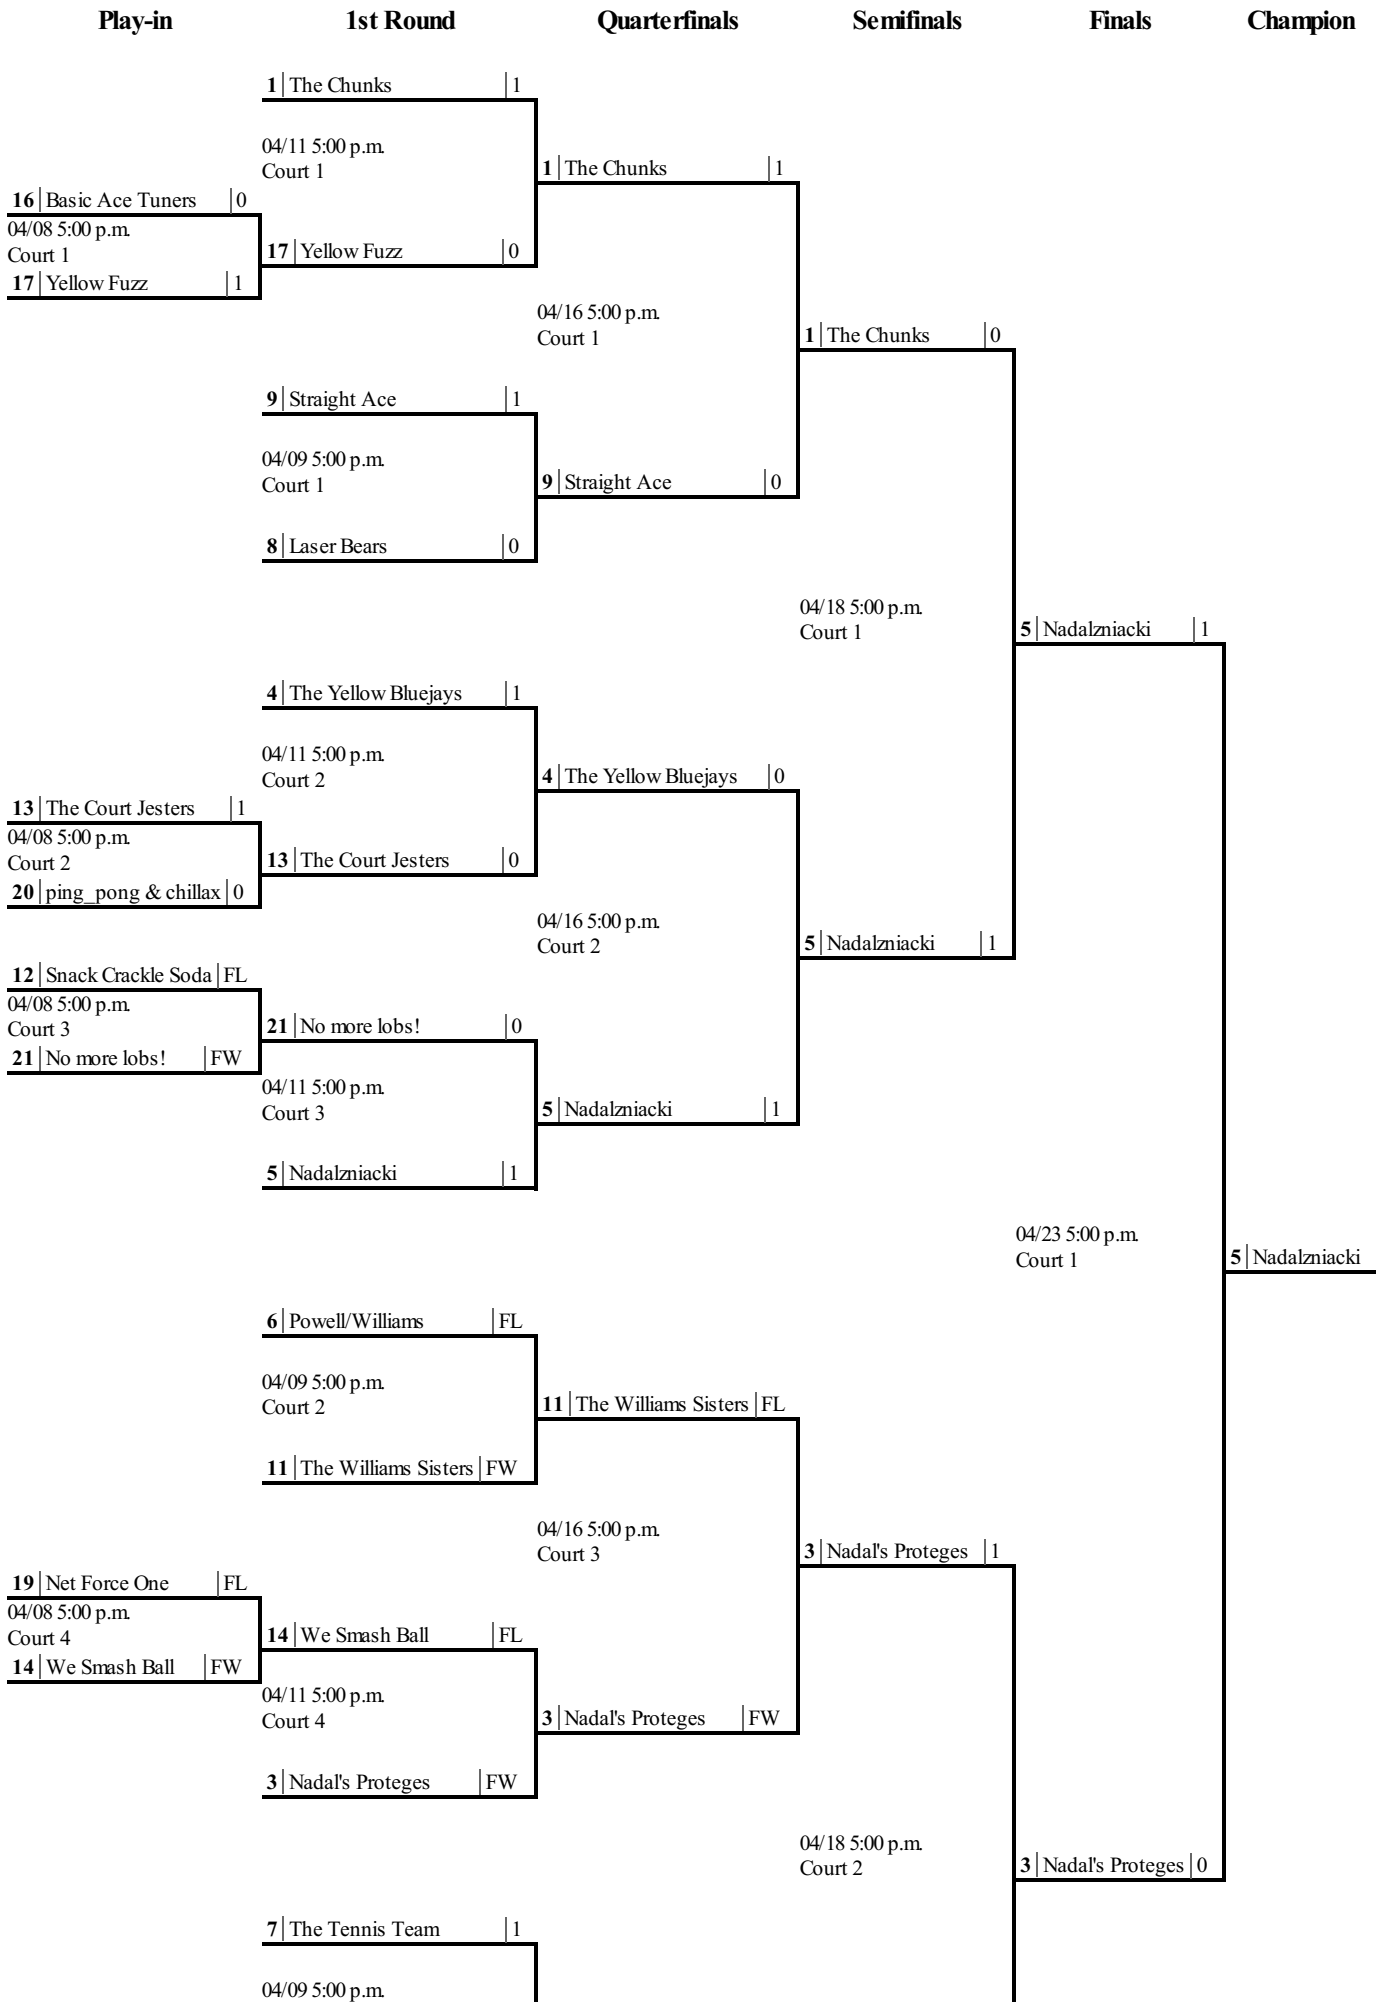 Play-in 1st Round Quarterfinals Semifinals Finals Champion
1 The Chunks 1
04/11 5:00 p.m.
Court 1
1 The Chunks 1
16 Basic Ace Tuners 0
04/08 5:00 p.m.
Court 1
17 Yellow Fuzz 0
17 Yellow Fuzz 1
04/16 5:00 p.m.
Court 1
1 The Chunks 0
9 Straight Ace 1
04/09 5:00 p.m.
Court 1
9 Straight Ace 0
8 Laser Bears 0
04/18 5:00 p.m.
Court 1
5 Nadalzniacki 1
4 The Yellow Bluejays 1
04/11 5:00 p.m.
Court 2
4 The Yellow Bluejays 0
13 The Court Jesters 1
04/08 5:00 p.m.
Court 2
13 The Court Jesters 0
20 ping_pong & chillax 0
04/16 5:00 p.m.
Court 2
5 Nadalzniacki 1
12 Snack Crackle Soda FL
04/08 5:00 p.m.
Court 3
21 No more lobs! 0
21 No more lobs! FW
04/11 5:00 p.m.
Court 3
5 Nadalzniacki 1
5 Nadalzniacki 1
04/23 5:00 p.m.
Court 1
5 Nadalzniacki
6 Powell/Williams FL
04/09 5:00 p.m.
Court 2
11 The Williams Sisters FL
11 The Williams Sisters FW
04/16 5:00 p.m.
Court 3
3 Nadal's Proteges 1
19 Net Force One FL
04/08 5:00 p.m.
Court 4
14 We Smash Ball FL
14 We Smash Ball FW
04/11 5:00 p.m.
Court 4
3 Nadal's Proteges FW
3 Nadal's Proteges FW
04/18 5:00 p.m.
Court 2
3 Nadal's Proteges 0
7 The Tennis Team 1
04/09 5:00 p.m.